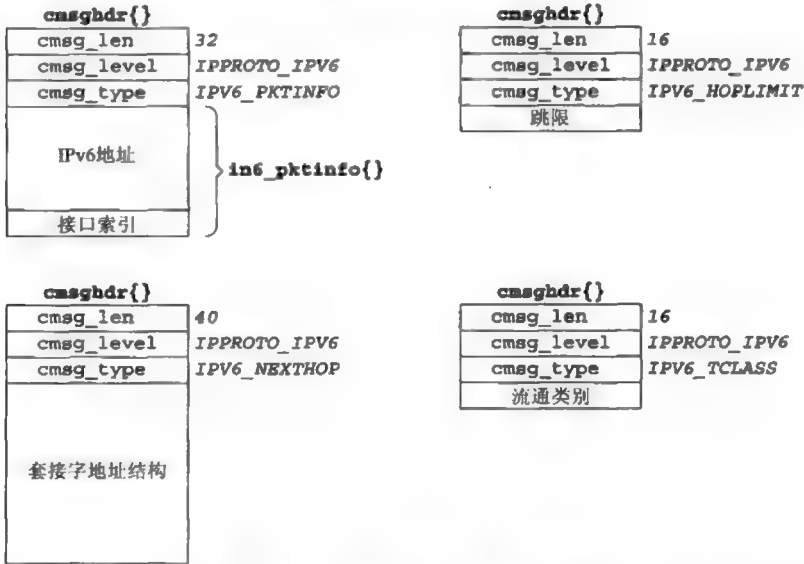 cmsghdr{}
cmsg_len 32
cmsg_level IPPROTO_IPV6
cmsg_type IPV6_PKTINFO
IPv6地址
in6_pktinfo{}
接口索引
cmsghdr{}
cmsg_len 16
cmsg_level IPPROTO_IPV6
cmsg_type IPV6_HOPLIMIT
跳限
cmsghdr{}
cmsg_len 40
cmsg_level IPPROTO_IPV6
cmsg_type IPV6_NEXTHOP
套接字地址结构
cmsghdr{}
cmsg_len 16
cmsg_level IPPROTO_IPV6
cmsg_type IPV6_TCLASS
流通类别